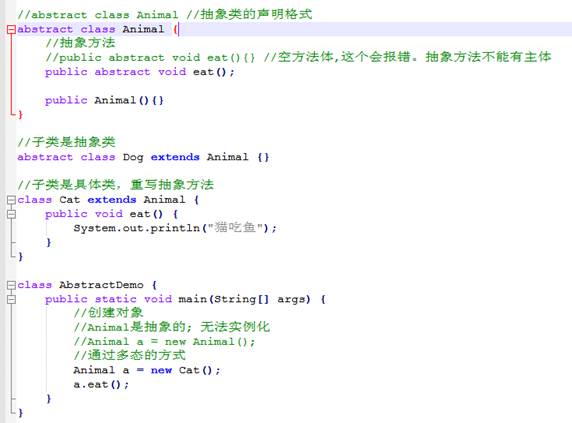 //abstract class Animal //抽象类的声明格式
abstract class Animal {
//抽象方法
//public abstract void eat(){} //空方法体,这个会报错。抽象方法不能有主体
public abstract void eat();
public Animal(){}
}
//子类是抽象类
abstract class Dog extends Animal {}
//子类是具体类，重写抽象方法
class Cat extends Animal {
public void eat() {
System.out.println("猫吃鱼");
}
}
class AbstractDemo {
public static void main(String[] args) {
//创建对象
//Animal是抽象的; 无法实例化
//Animal a = new Animal();
//通过多态的方式
Animal a = new Cat();
a.eat();
}
}